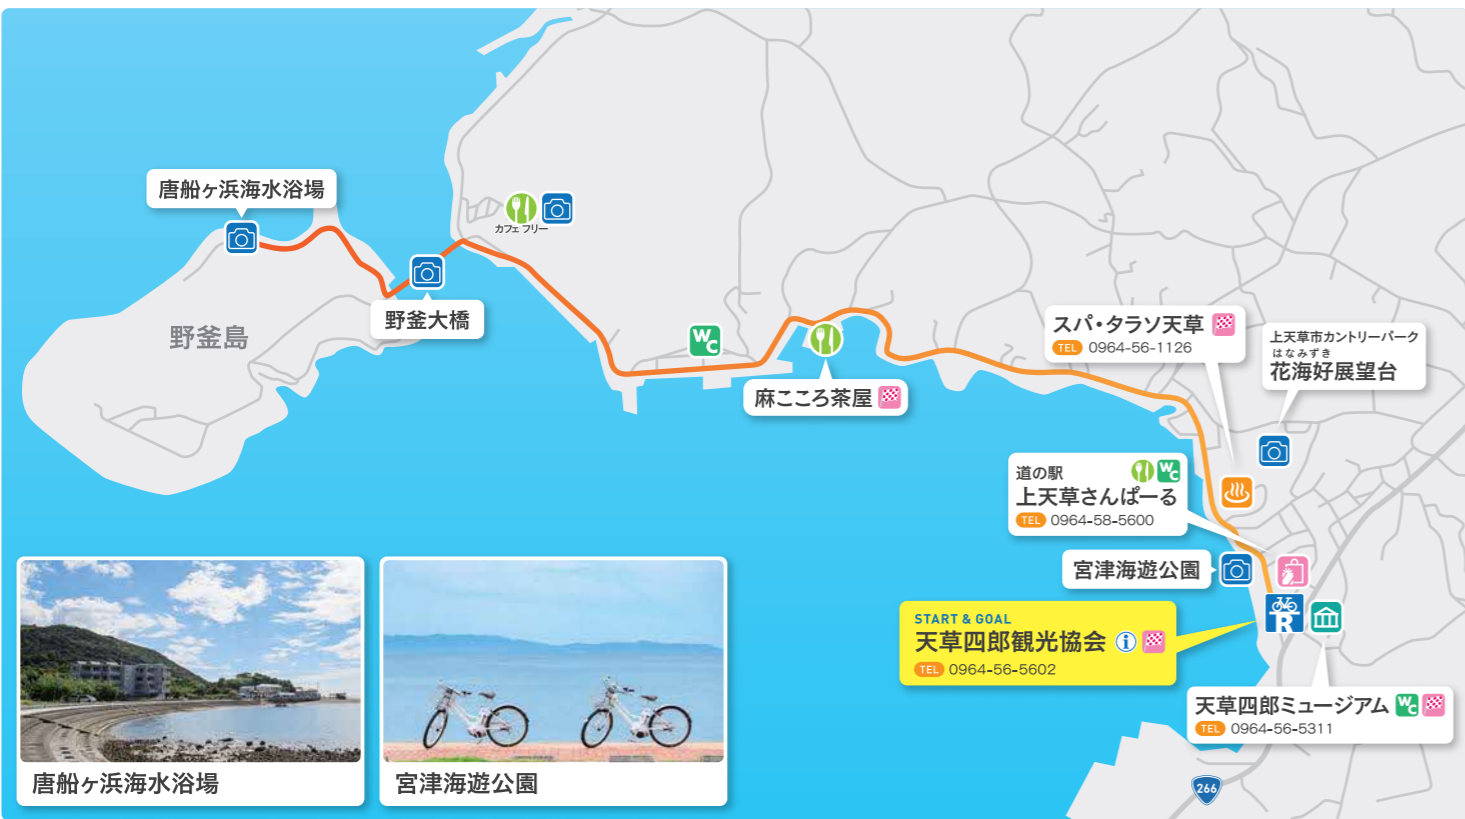 唐船ヶ浜海水浴場
カフェ フリー
野釜島
野釜大橋
WC
麻こころ茶屋
スパ・タラソ天草
TEL 0964-56-1126
上天草市カントリーパーク
はなみずき
花海好展望台
道の駅
WC
上天草さんぱーる
TEL 0964-58-5600
宮津海遊公園
START & GOAL
天草四郎観光協会 i
TEL 0964-56-5602
R
天草四郎ミュージアム WC
TEL 0964-56-5311
266
唐船ヶ浜海水浴場
宮津海遊公園